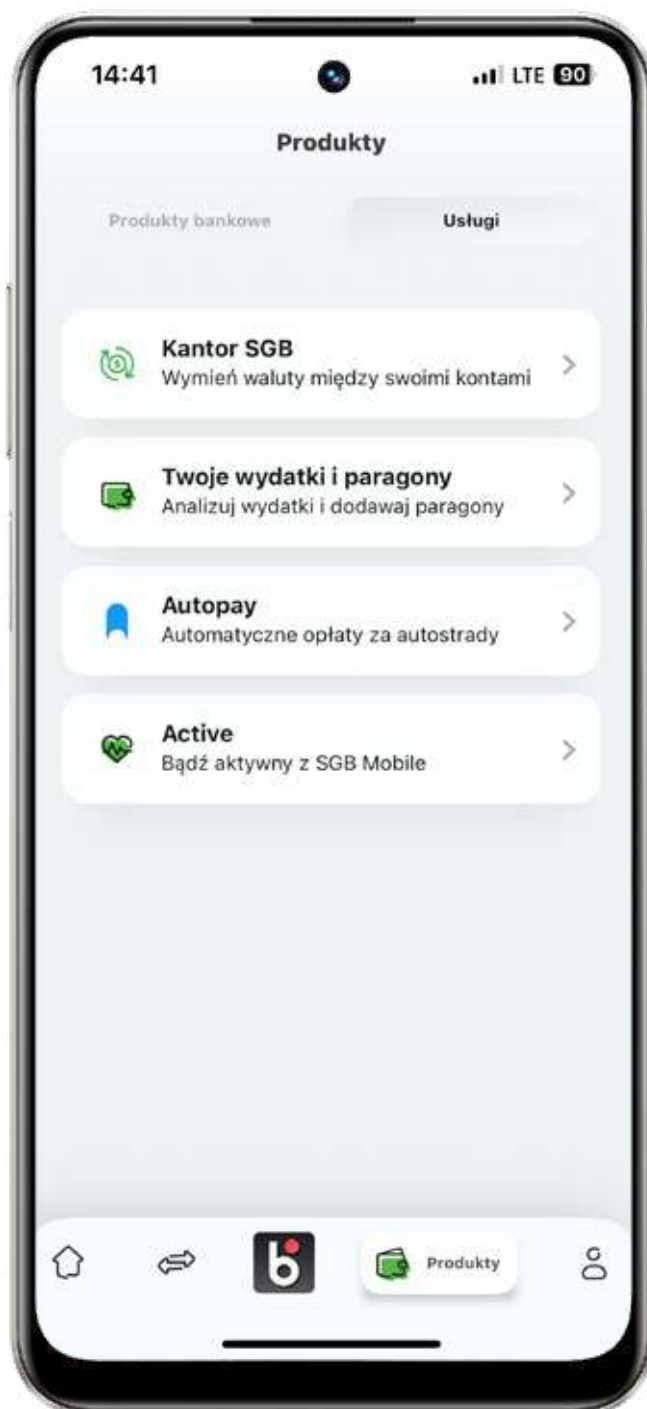 14:41
LTE 90
Produkty
Produkty bankowe
Usługi
Kantor SGB
Wymień waluty między swoimi kontami
Twoje wydatki i paragony
Analizuj wydatki i dodawaj paragony
Autopay
Automatyczne opłaty za autostrady
Active
Bądź aktywny z SGB Mobile
b
Produkty